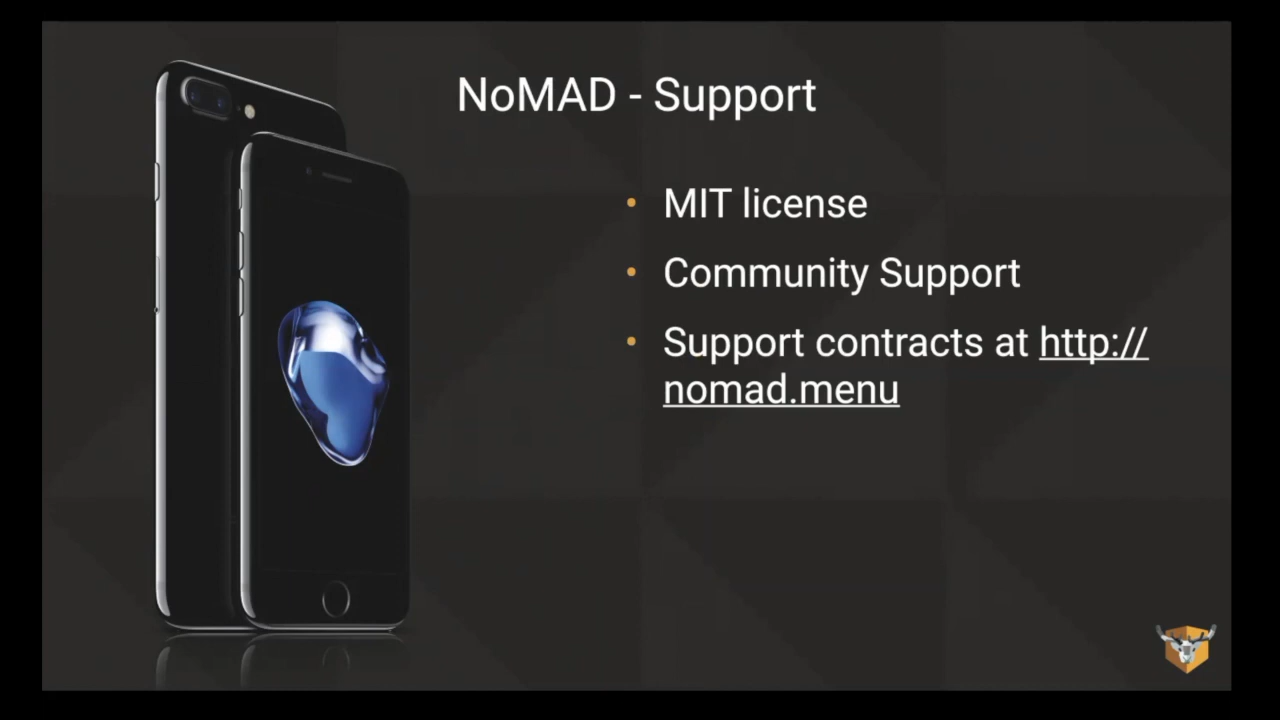 NoMAD - Support
• MIT license
• Community Support
• Support contracts at http://
nomad.menu